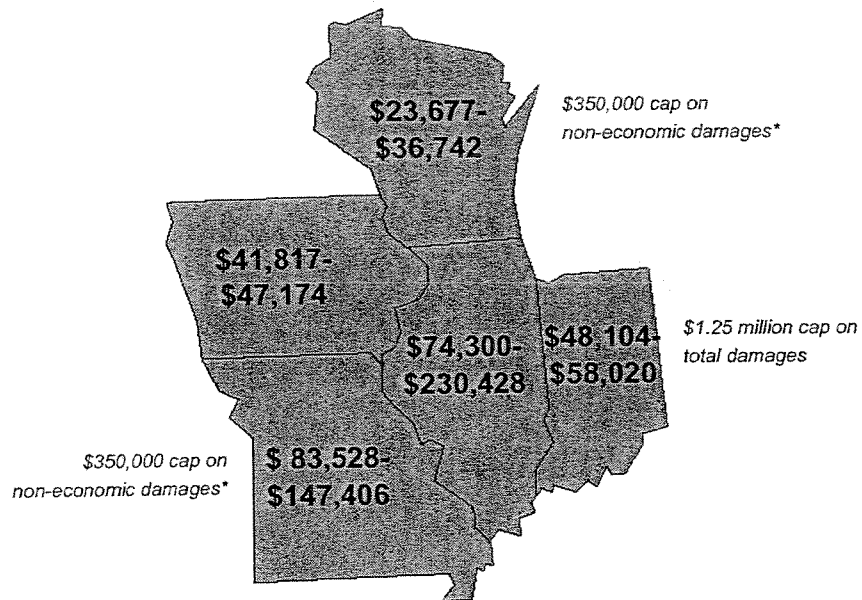 $23,677-
$36,742
$350,000 cap on
non-economic damages*
$41,817-
$47,174
$74,300-
$230,428
$48,104-
$58,020
$1.25 million cap on
total damages
$350,000 cap on
non-economic damages*
$ 83,528-
$147,406